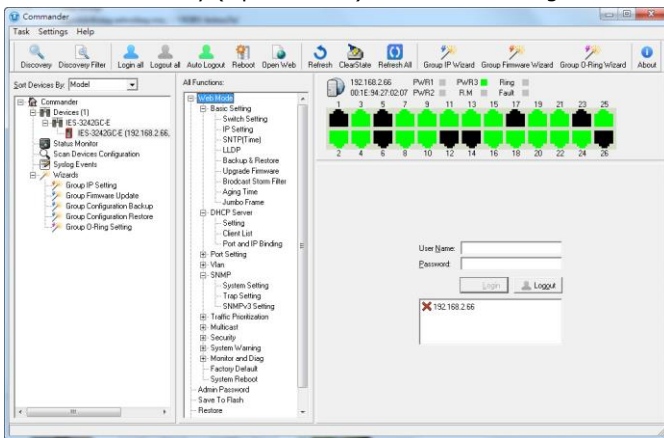 Commander
Task Settings Help
Discovery Discovery Filter Login all Logout all Auto Logout Reboot Open Web Refresh ClearState Refresh All Group IP Wizard Group Firmware Wizard Group O-Ring Wizard About
Sort Devices By: Model
Commander
Devices (1)
IES-3242GC-E
IES-3242GC-E (192.168.2.66,
Status Monitor
Scan Devices Configuration
Syslog Events
Wizards
Group IP Setting
Group Firmware Update
Group Configuration Backup
Group Configuration Restore
Group O-Ring Setting
All Functions:
Web Mode
Basic Setting
Switch Setting
IP Setting
SNTP(Time)
LLDP
Backup & Restore
Upgrade Firmware
Brodcast Storm Filter
Aging Time
Jumbo Frame
DHCP Server
Setting
Client List
Port and IP Binding
Port Setting
Vlan
SNMP
System Setting
Trap Setting
SNMPv3 Setting
Traffic Prioritization
Multicast
Security
System Warning
Monitor and Diag
Factory Default
System Reboot
Admin Password
Save To Flash
Restore
192.168.2.66 PWR1 PWR3 Ring
00:1E:94:27:02:07 PWR2 R.M Fault
1 3 5 7 9 11 13 15 17 19 21 23 25
2 4 6 8 10 12 14 16 18 20 22 24 26
User Name:
Password:
Login Logout
192.168.2.66